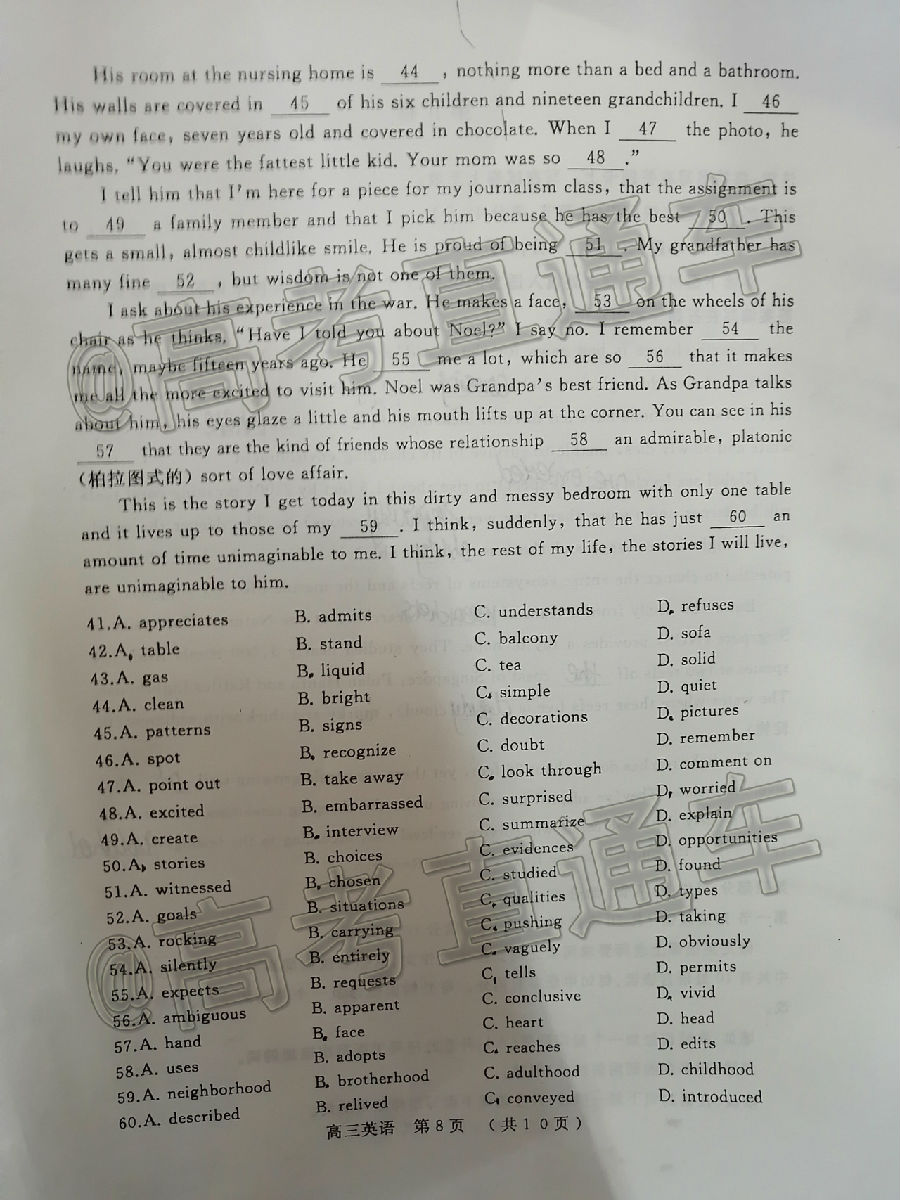 His room at the nursing home is 44 , nothing more than a bed and a bathroom.
His walls are covered in 45 of his six children and nineteen grandchildren. I 46
my own face, seven years old and covered in chocolate. When I 47 the photo, he
laughs, "You were the fattest little kid. Your mom was so 48 ."
I tell him that I'm here for a piece for my journalism class, that the assignment is
to 49 a family member and that I pick him because he has the best 50 . This
gets a small, almost childlike smile. He is proud of being 51 . My grandfather has
many fine 52 , but wisdom is not one of them.
I ask about his experience in the war. He makes a face, 53 on the wheels of his
chair as he thinks. "Have I told you about Noel?" I say no. I remember 54 the
name, maybe fifteen years ago. He 55 me a lot, which are so 56 that it makes
me all the more excited to visit him. Noel was Grandpa's best friend. As Grandpa talks
about him, his eyes glaze a little and his mouth lifts up at the corner. You can see in his
57 that they are the kind of friends whose relationship 58 an admirable, platonic
(柏拉图式的) sort of love affair.
This is the story I get today in this dirty and messy bedroom with only one table
and it lives up to those of my 59 . I think, suddenly, that he has just 60 an
amount of time unimaginable to me. I think, the rest of my life, the stories I will live,
are unimaginable to him.
41.A. appreciates B. admits C. understands D. refuses
42.A. table B. stand C. balcony D. sofa
43.A. gas B. liquid C. tea D. solid
44.A. clean B. bright C. simple D. quiet
45.A. patterns B. signs C. decorations D. pictures
46.A. spot B. recognize C. doubt D. remember
47.A. point out B. take away C. look through D. comment on
48.A. excited B. embarrassed C. surprised D. worried
49.A. create B. interview C. summarize D. explain
50.A. stories B. choices C. evidences D. opportunities
51.A. witnessed B. chosen C. studied D. found
52.A. goals B. situations C. qualities D. types
53.A. rocking B. carrying C. pushing D. taking
54.A. silently B. entirely C. vaguely D. obviously
55.A. expects B. requests C. tells D. permits
56.A. ambiguous B. apparent C. conclusive D. vivid
57.A. hand B. face C. heart D. head
58.A. uses B. adopts C. reaches D. edits
59.A. neighborhood B. brotherhood C. adulthood D. childhood
60.A. described B. relived C. conveyed D. introduced
高三英语 第8页 (共10页)
@高考直通车
@高考直通车